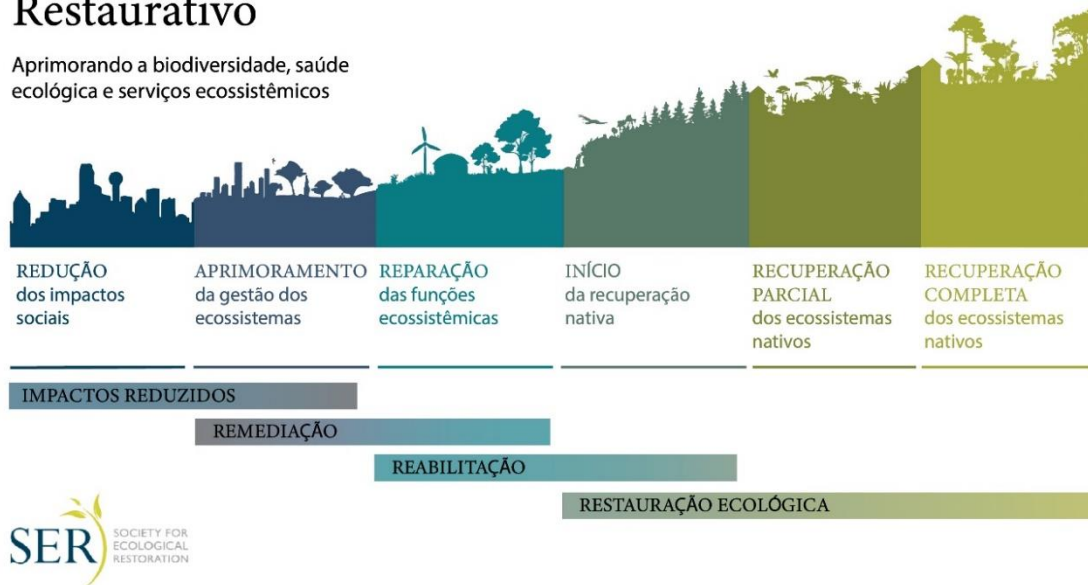 Restaurativo
Aprimorando a biodiversidade, saúde
ecológica e serviços ecossistêmicos
REDUÇÃO
dos impactos
sociais
APRIMORAMENTO
da gestão dos
ecossistemas
REPARAÇÃO
das funções
ecossistêmicas
INÍCIO
da recuperação
nativa
RECUPERAÇÃO
PARCIAL
dos ecossistemas
nativos
RECUPERAÇÃO
COMPLETA
dos ecossistemas
nativos
IMPACTOS REDUZIDOS
REMEDIAÇÃO
REABILITAÇÃO
RESTAURAÇÃO ECOLÓGICA
SER
SOCIETY FOR
ECOLOGICAL
RESTORATION